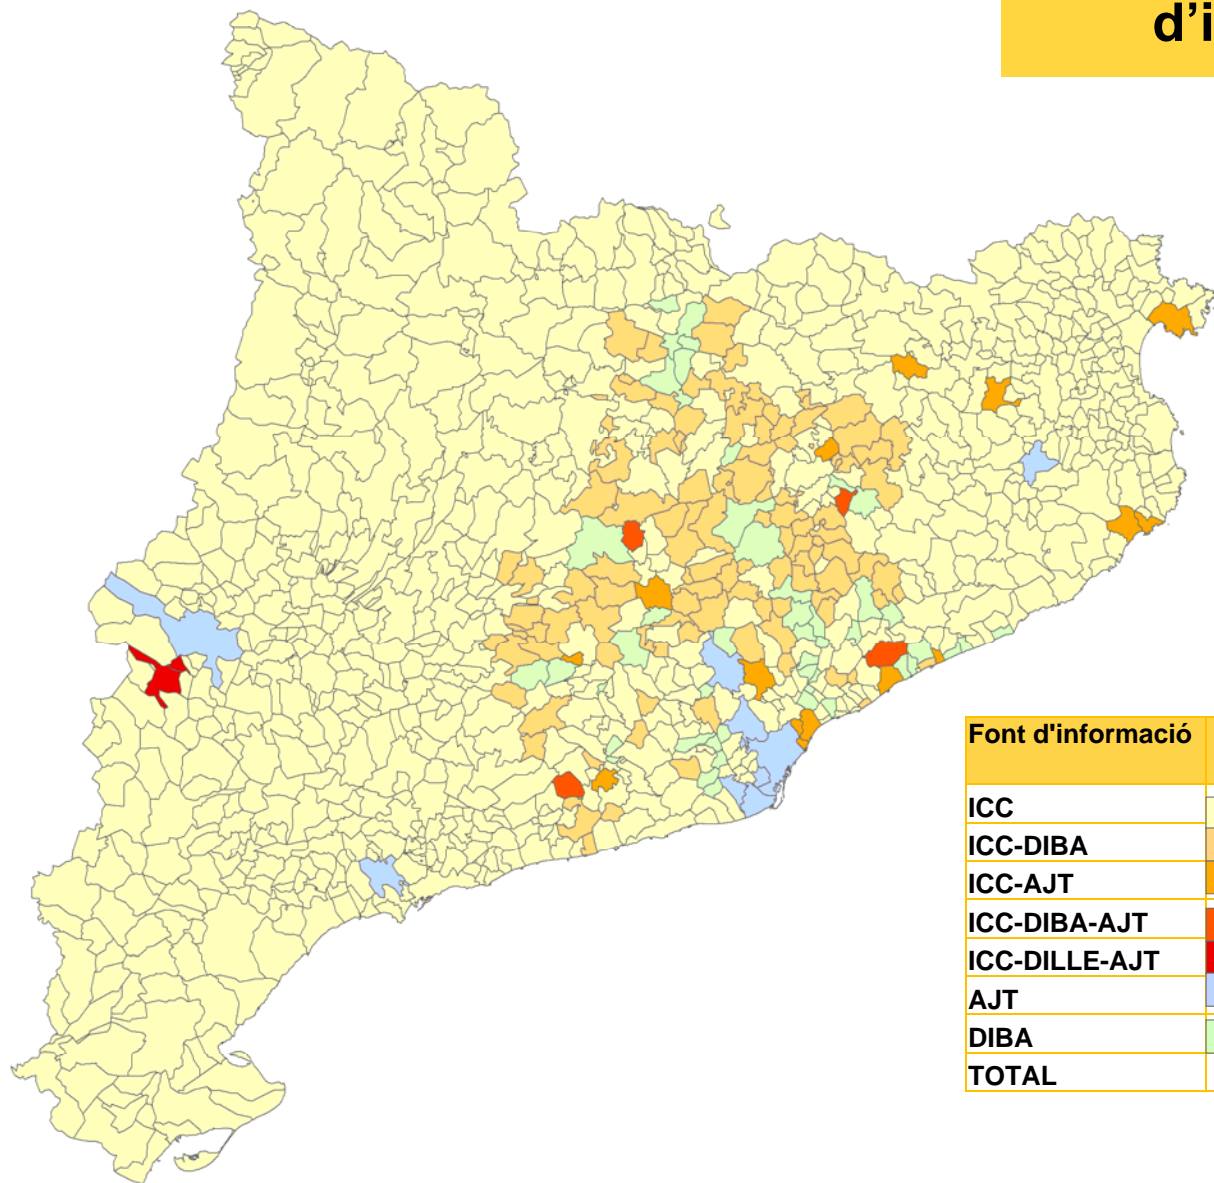 d’i
Font d'informació
ICC
ICC-DIBA
ICC-AJT
ICC-DIBA-AJT
ICC-DILLE-AJT
AJT
DIBA
TOTAL